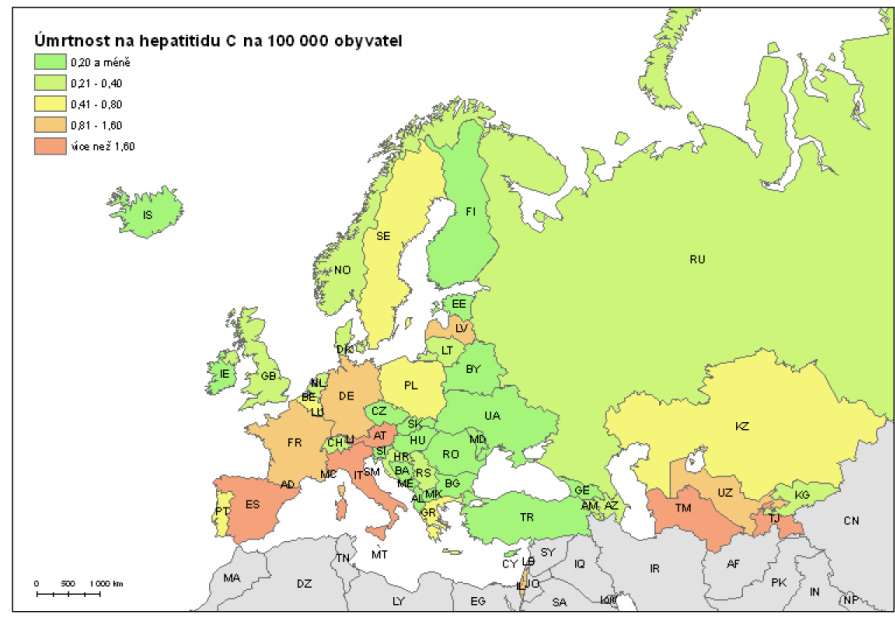 Úmrtnost na hepatitidu C na 100 000 obyvatel
0,20 a méně
0,21 - 0,40
0,41 - 0,80
0,81 - 1,60
více než 1,60
IS
FI
SE
NO
RU
EE
LV
DK
LT
IE
GB
NL
BY
BE
DE
PL
LU
CZ
UA
KZ
SK
FR
CH
LI
AT
HU
MD
SI
RO
HR
MC
IT
SM
BA
RS
AD
ME
BG
GE
UZ
KG
PT
ES
AL
MK
AM
AZ
TM
TJ
GR
TR
CN
MT
CY
LB
SY
TN
IQ
IR
AF
MA
DZ
IL
JO
PK
LY
EG
SA
KW
IN
NP
0 500 1 000 km